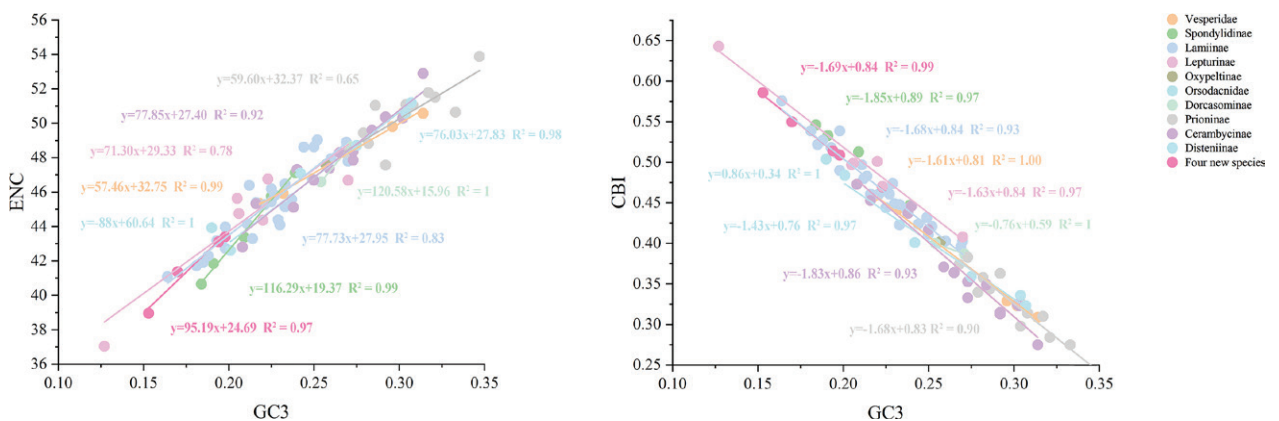 56
54
52
50
48
46
44
42
40
38
36
ENC
0.10
0.15
0.20
0.25
0.30
0.35
GC3
y=59.60x+32.37 R² = 0.65
y=77.85x+27.40 R² = 0.92
y=76.03x+27.83 R² = 0.98
y=71.30x+29.33 R² = 0.78
y=57.46x+32.75 R² = 0.99
y=120.58x+15.96 R² = 1
y=-88x+60.64 R² = 1
y=77.73x+27.95 R² = 0.83
y=116.29x+19.37 R² = 0.99
y=95.19x+24.69 R² = 0.97
0.65
0.60
0.55
0.50
0.45
0.40
0.35
0.30
0.25
CBI
0.10
0.15
0.20
0.25
0.30
0.35
GC3
y=-1.69x+0.84 R² = 0.99
y=-1.85x+0.89 R² = 0.97
y=-1.68x+0.84 R² = 0.93
y=-1.61x+0.81 R² = 1.00
y=0.86x+0.34 R² = 1
y=-1.63x+0.84 R² = 0.97
y=-1.43x+0.76 R² = 0.97
y=-0.76x+0.59 R² = 1
y=-1.83x+0.86 R² = 0.93
y=-1.68x+0.83 R² = 0.90
Vesperidae
Spondylidinae
Lamiinae
Lepturinae
Oxypeltinae
Orsodacnidae
Dorcasominae
Prioninae
Cerambycinae
Disteniinae
Four new species